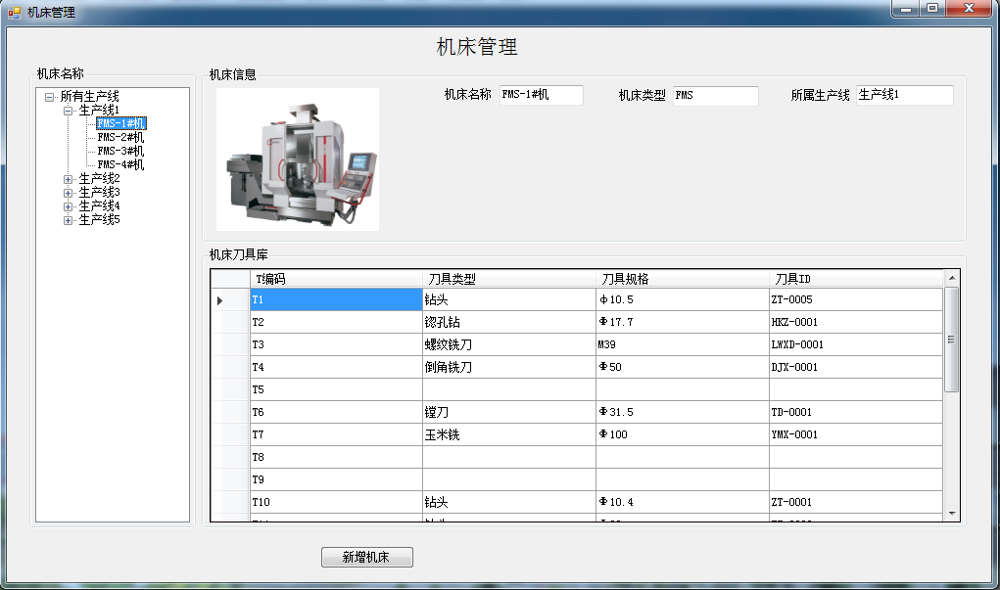 机床管理
机床管理
机床名称
所有生产线
生产线1
FMS-1#机
FMS-2#机
FMS-3#机
FMS-4#机
生产线2
生产线3
生产线4
生产线5
机床信息
机床名称 FMS-1#机 机床类型 FMS 所属生产线 生产线1
机床刀具库
T编码 刀具类型 刀具规格 刀具ID
T1 钻头 φ10.5 ZT-0005
T2 锪孔钻 Φ17.7 HKZ-0001
T3 螺纹铣刀 M39 LWXD-0001
T4 倒角铣刀 Φ50 DJX-0001
T5
T6 镗刀 Φ31.5 TD-0001
T7 玉米铣 Φ100 YMX-0001
T8
T9
T10 钻头 Φ10.4 ZT-0001
新增机床